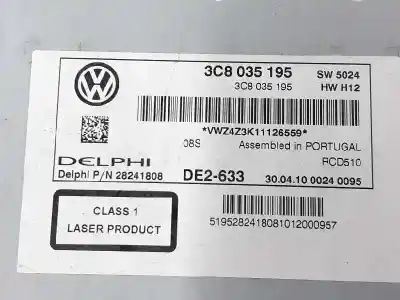 3C8 035 195 SW 5024
3C8 035 195 HW H12
*VWZ4Z3K11126559*
08S Assembled in PORTUGAL
DELPHI RCD510
Delphi P/N 28241808 DE2-633 30.04.10 0024 0095
CLASS 1
LASER PRODUCT
5195282418081012000957